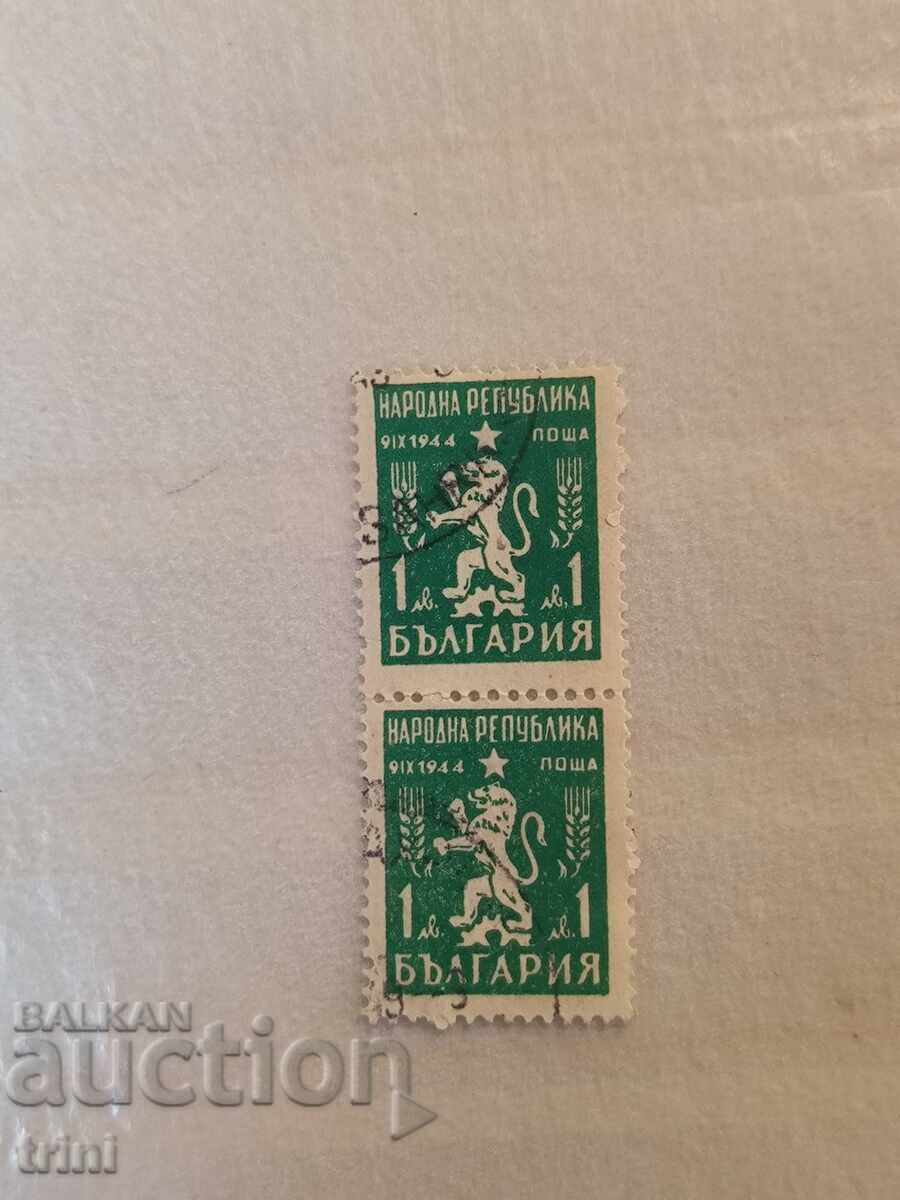 НАРОДНА РЕПУБЛИКА
9 IX 1944 ПОЩА
1 лв. лв. 1
БЪЛГАРИЯ
НАРОДНА РЕПУБЛИКА
9 IX 1944 ПОЩА
1 лв. лв. 1
БЪЛГАРИЯ
BALKAN
auction
trini